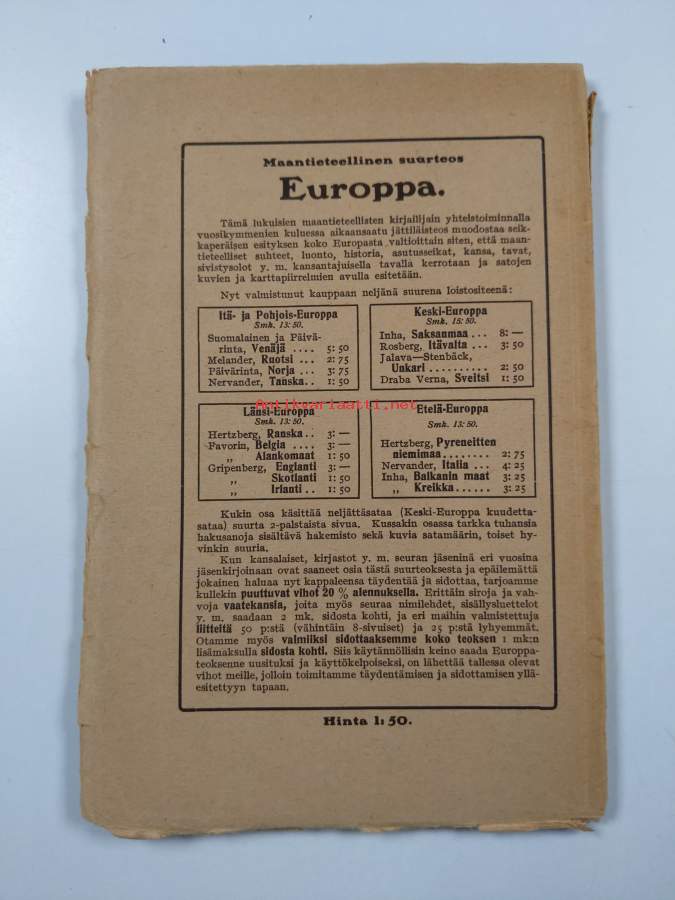 Maantieteellinen suurteos
Europpa.
Tämä lukuisien maantieteellisten kirjailijain yhteistoiminnalla
vuosikymmenien kuluessa aikaansaatu jättiläisteos muodostaa seik-
kaperäisen esityksen koko Europasta valtioittain siten, että maan-
tieteelliset suhteet, luonto, historia, asutusseikat, kansa, tavat,
sivistysolot y. m. kansantajuisella tavalla kerrotaan ja satojen
kuvien ja karttapiirrelmien avulla esitetään.
Nyt valmistunut kauppaan neljänä suurena loistositeenä:
Itä- ja Pohjois-Europpa
Smk. 13:50.
Suomalainen ja Päivä-
rinta, Venäjä .... 5:50
Melander, Ruotsi ... 2:75
Päivärinta, Norja ... 3:75
Nervander, Tanska.. 1:50
Keski-Europpa
Smk. 15:50.
Inha, Saksanmaa ... 8:—
Rosberg, Itävalta ... 3:50
Jalava—Stenbäck,
Unkari .......... 2:50
Draba Verna, Sveitsi 1:50
Länsi-Europpa
Smk. 13:50.
Hertzberg, Ranska.. 3:—
Favorin, Belgia .... 3:—
„ Alankomaat 1:50
Gripenberg, Englanti 3:—
„ Skotlanti 1:50
„ Irlanti .. 1:50
Etelä-Europpa
Smk. 13:50.
Hertzberg, Pyreneitten
niemimaa........ 2:75
Nervander, Italia ... 4:25
Inha, Balkanin maat 3:25
„ Kreikka...... 3:25
Antikvariaatti.net
Kukin osa käsittää neljättäsataa (Keski-Europpa kuudetta-
sataa) suurta 2-palstaista sivua. Kussakin osassa tarkka tuhansia
hakusanoja sisältävä hakemisto sekä kuvia satamäärin, toiset hy-
vinkin suuria.
Kun kansalaiset, kirjastot y. m. seuran jäseninä eri vuosina
jäsenkirjoinaan ovat saaneet osia tästä suurteoksesta ja epäilemättä
jokainen haluaa nyt kappaleensa täydentää ja sidottaa, tarjoamme
kullekin puuttuvat vihot 20 % alennuksella. Erittäin siroja ja vah-
voja vaatekansia, joita myös seuraa nimilehdet, sisällysluettelot
y. m. saadaan 2 mk. sidosta kohti, ja eri maihin valmistettuja
liitteitä 50 p:stä (vähintäin 8-sivuiset) ja 25 p:stä lyhyemmät.
Otamme myös valmiiksi sidottaaksemme koko teoksen 1 mk:n
lisämaksulla sidosta kohti. Siis käytännöllisin keino saada Europpa-
teoksenne uusituksi ja käyttökelpoiseksi, on lähettää tallessa olevat
vihot meille, jolloin toimitamme täydentämisen ja sidottamisen yllä-
esitettyyn tapaan.
Hinta 1:50.